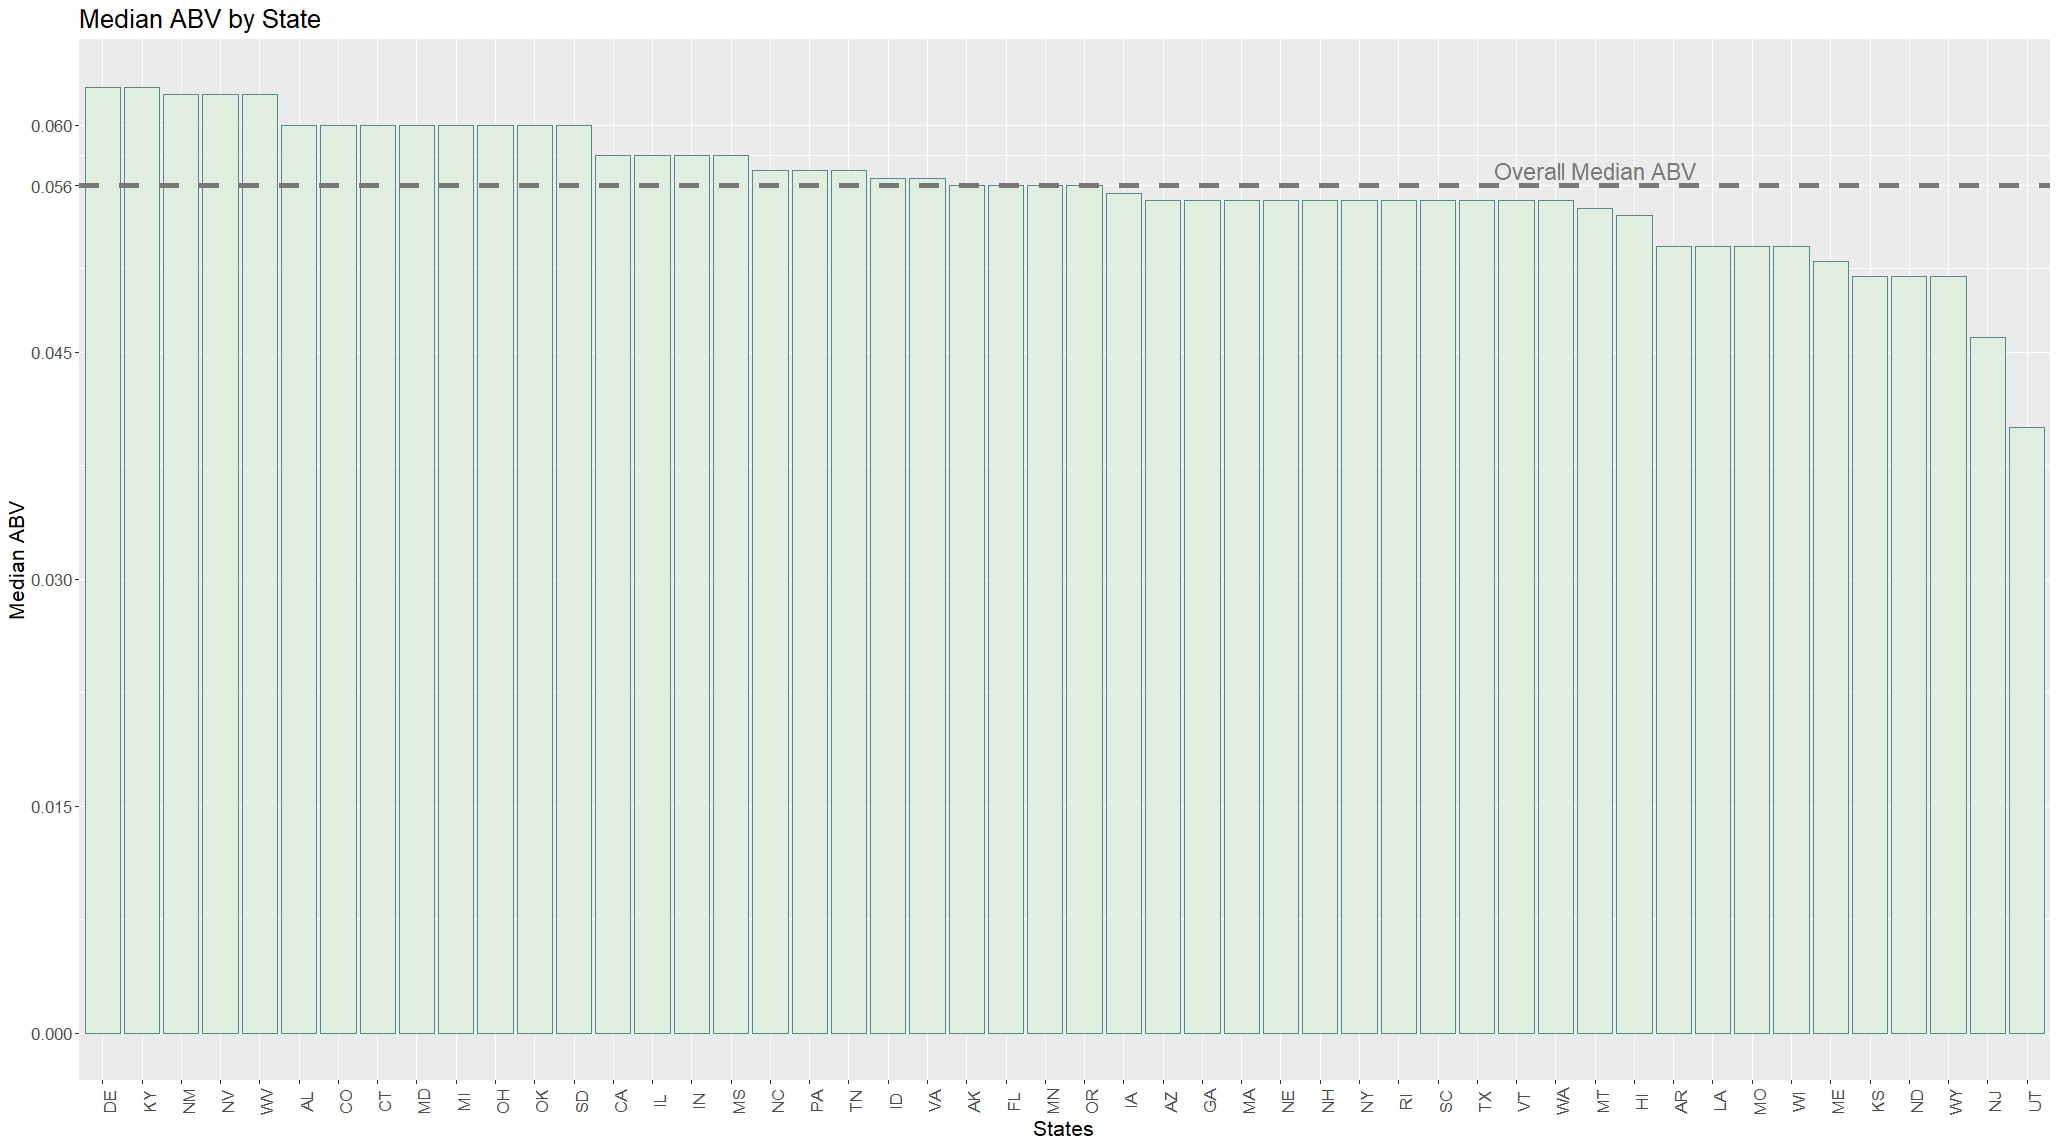 Median ABV by State
Median ABV
0.060
0.056
0.045
0.030
0.015
0.000
Overall Median ABV
DE KY NM NV WV AL CO CT MD MI OH OK SD CA IL IN MS NC PA TN ID VA AK FL MN OR IA AZ GA MA NE NH NY RI SC TX VT WA MT HI AR LA MO WI ME KS ND WY NJ UT
States